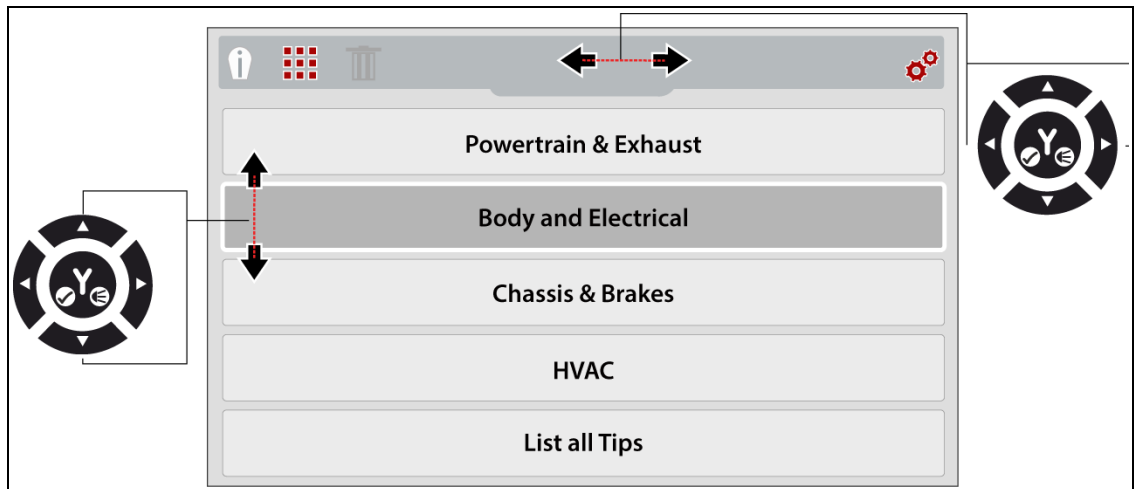 Powertrain & Exhaust
Body and Electrical
Chassis & Brakes
HVAC
List all Tips
Y
Y